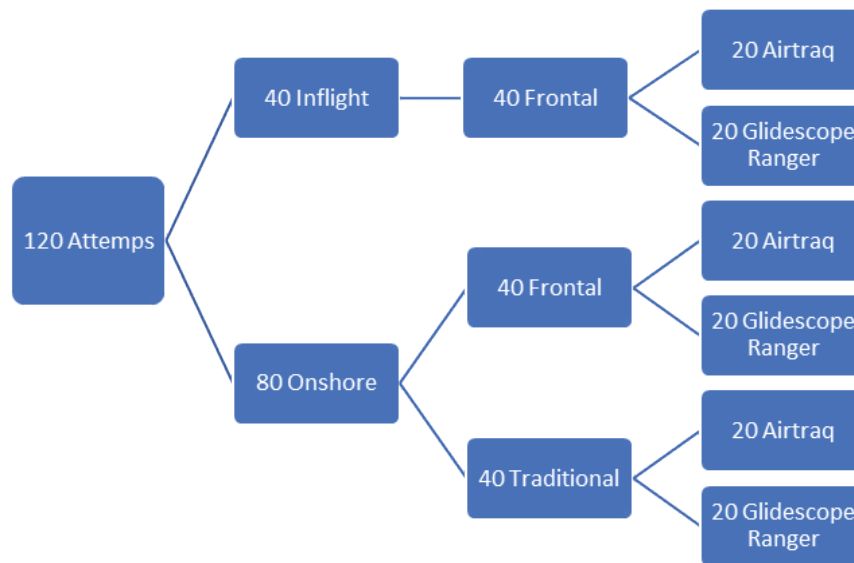 20 Airtraq
40 Inflight
40 Frontal
20 Glidescope
Ranger
120 Attemps
20 Airtraq
40 Frontal
20 Glidescope
Ranger
80 Onshore
20 Airtraq
40 Traditional
20 Glidescope
Ranger